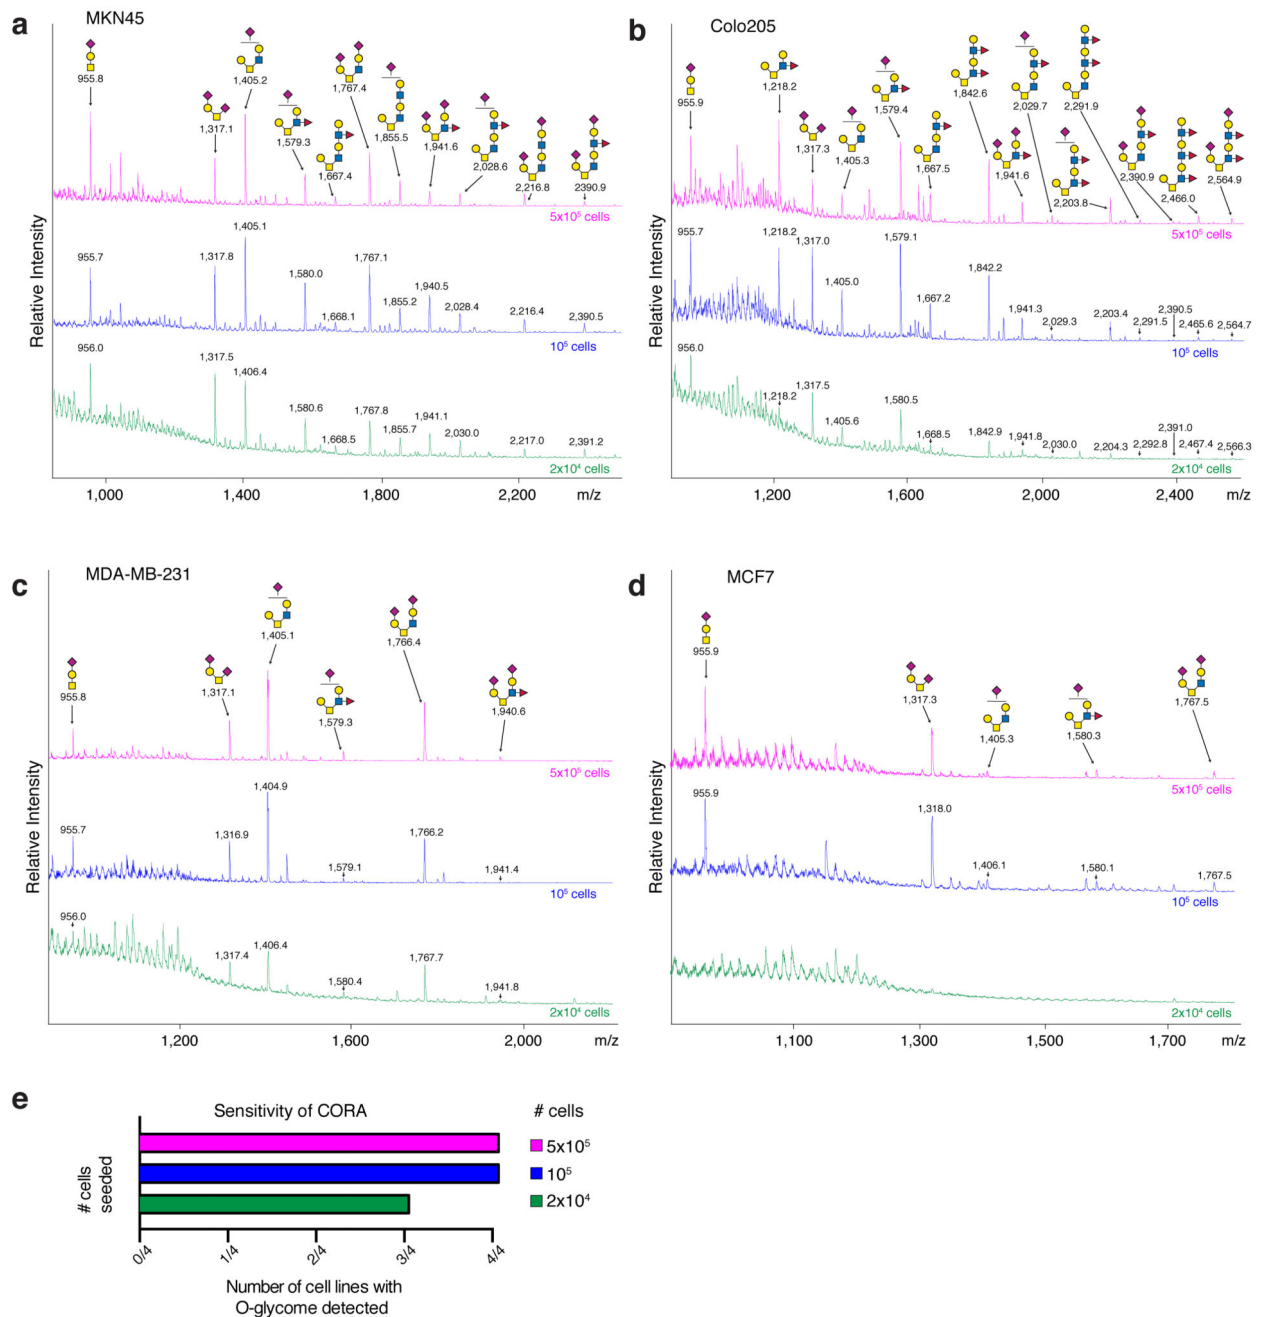 a
MKN45
Relative Intensity
955.8
1,317.1
1,405.2
1,579.3
1,667.4
1,767.4
1,855.5
1,941.6
2,028.6
2,216.8
2390.9
5x10⁵ cells
955.7
1,317.8
1,405.1
1,580.0
1,668.1
1,767.1
1,855.2
1,940.5
2,028.4
2,216.4
2,390.5
10⁵ cells
956.0
1,317.5
1,406.4
1,580.6
1,668.5
1,767.8
1,855.7
1,941.1
2,030.0
2,217.0
2,391.2
2x10⁴ cells
1,000 1,400 1,800 2,200 m/z
b
Colo205
Relative Intensity
955.9
1,218.2
1,317.3
1,405.3
1,579.4
1,667.5
1,842.6
1,941.6
2,029.7
2,203.8
2,291.9
2,390.9
2,466.0
2,564.9
5x10⁵ cells
955.7
1,218.2
1,317.0
1,405.0
1,579.1
1,667.2
1,842.2
1,941.3
2,029.3
2,203.4
2,291.5
2,390.5
2,465.6
2,564.7
10⁵ cells
956.0
1,218.2
1,317.5
1,405.6
1,580.5
1,668.5
1,842.9
1,941.8
2,030.0
2,204.3
2,292.8
2,391.0
2,467.4
2,566.3
2x10⁴ cells
1,200 1,600 2,000 2,400 m/z
c
MDA-MB-231
Relative Intensity
955.8
1,317.1
1,405.1
1,579.3
1,766.4
1,940.6
5x10⁵ cells
955.7
1,316.9
1,404.9
1,579.1
1,766.2
1,941.4
10⁵ cells
956.0
1,317.4
1,406.4
1,580.4
1,767.7
1,941.8
2x10⁴ cells
1,200 1,600 2,000 m/z
d
MCF7
Relative Intensity
955.9
1,317.3
1,405.3
1,580.3
1,767.5
5x10⁵ cells
955.9
1,318.0
1,406.1
1,580.1
1,767.5
10⁵ cells
2x10⁴ cells
1,100 1,300 1,500 1,700 m/z
e
Sensitivity of CORA
# cells
seeded
0/4 1/4 2/4 3/4 4/4
Number of cell lines with
O-glycome detected
# cells
5x10⁵
10⁵
2x10⁴